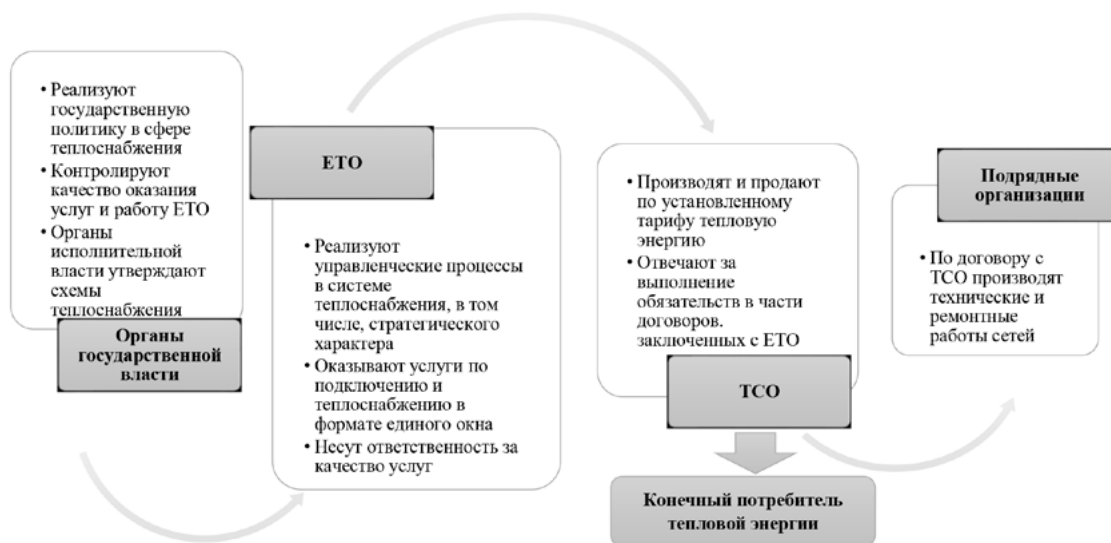 • Реализуют
государственную
политику в сфере
теплоснабжения
• Контролируют
качество оказания
услуг и работу ЕТО
• Органы
исполнительной
власти утверждают
схемы
теплоснабжения
Органы
государственной
власти
ЕТО
• Реализуют
управленческие процессы
в системе
теплоснабжения, в том
числе, стратегического
характера
• Оказывают услуги по
подключению и
теплоснабжению в
формате единого окна
• Несут ответственность за
качество услуг
• Производят и продают
по установленному
тарифу тепловую
энергию
• Отвечают за
выполнение
обязательств в части
договоров.
заключенных с ЕТО
ТСО
Конечный потребитель
тепловой энергии
Подрядные
организации
• По договору с
ТСО производят
технические и
ремонтные
работы сетей